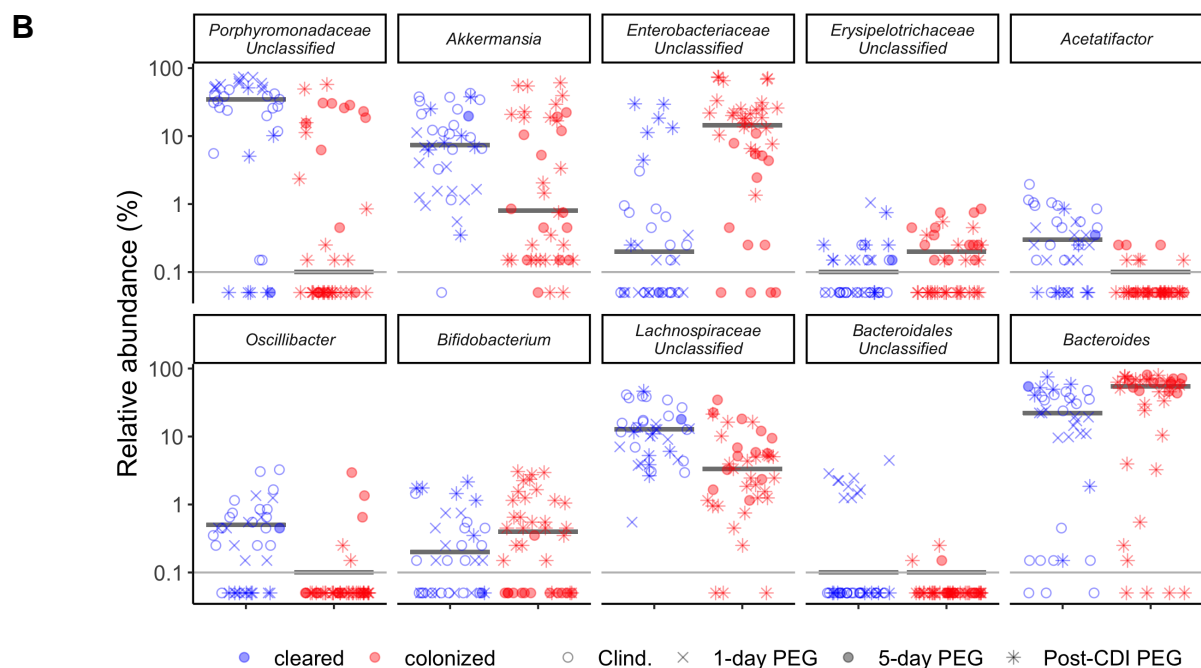 B
Porphyromonadaceae
Unclassified
Akkermansia
Enterobacteriaceae
Unclassified
Erysipelotrichaceae
Unclassified
Acetatifactor
Relative abundance (%)
100
10
1
0.1
Oscillibacter
Bifidobacterium
Lachnospiraceae
Unclassified
Bacteroidales
Unclassified
Bacteroides
100
10
1
0.1
cleared colonized Clind. 1-day PEG 5-day PEG Post-CDI PEG